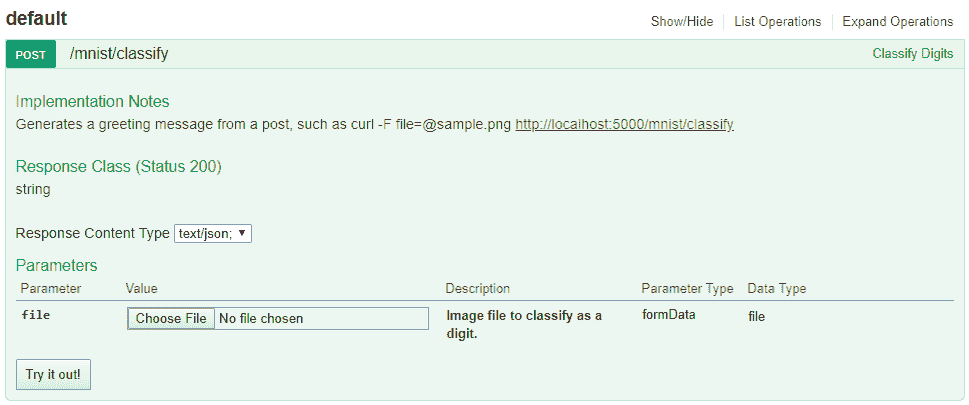 default
Show/Hide List Operations Expand Operations
POST /mnist/classify Classify Digits
Implementation Notes
Generates a greeting message from a post, such as curl -F file=@sample.png http://localhost:5000/mnist/classify
Response Class (Status 200)
string
Response Content Type text/json; ▼
Parameters
Parameter Value Description Parameter Type Data Type
file Choose File No file chosen Image file to classify as a formData file
digit.
Try it out!